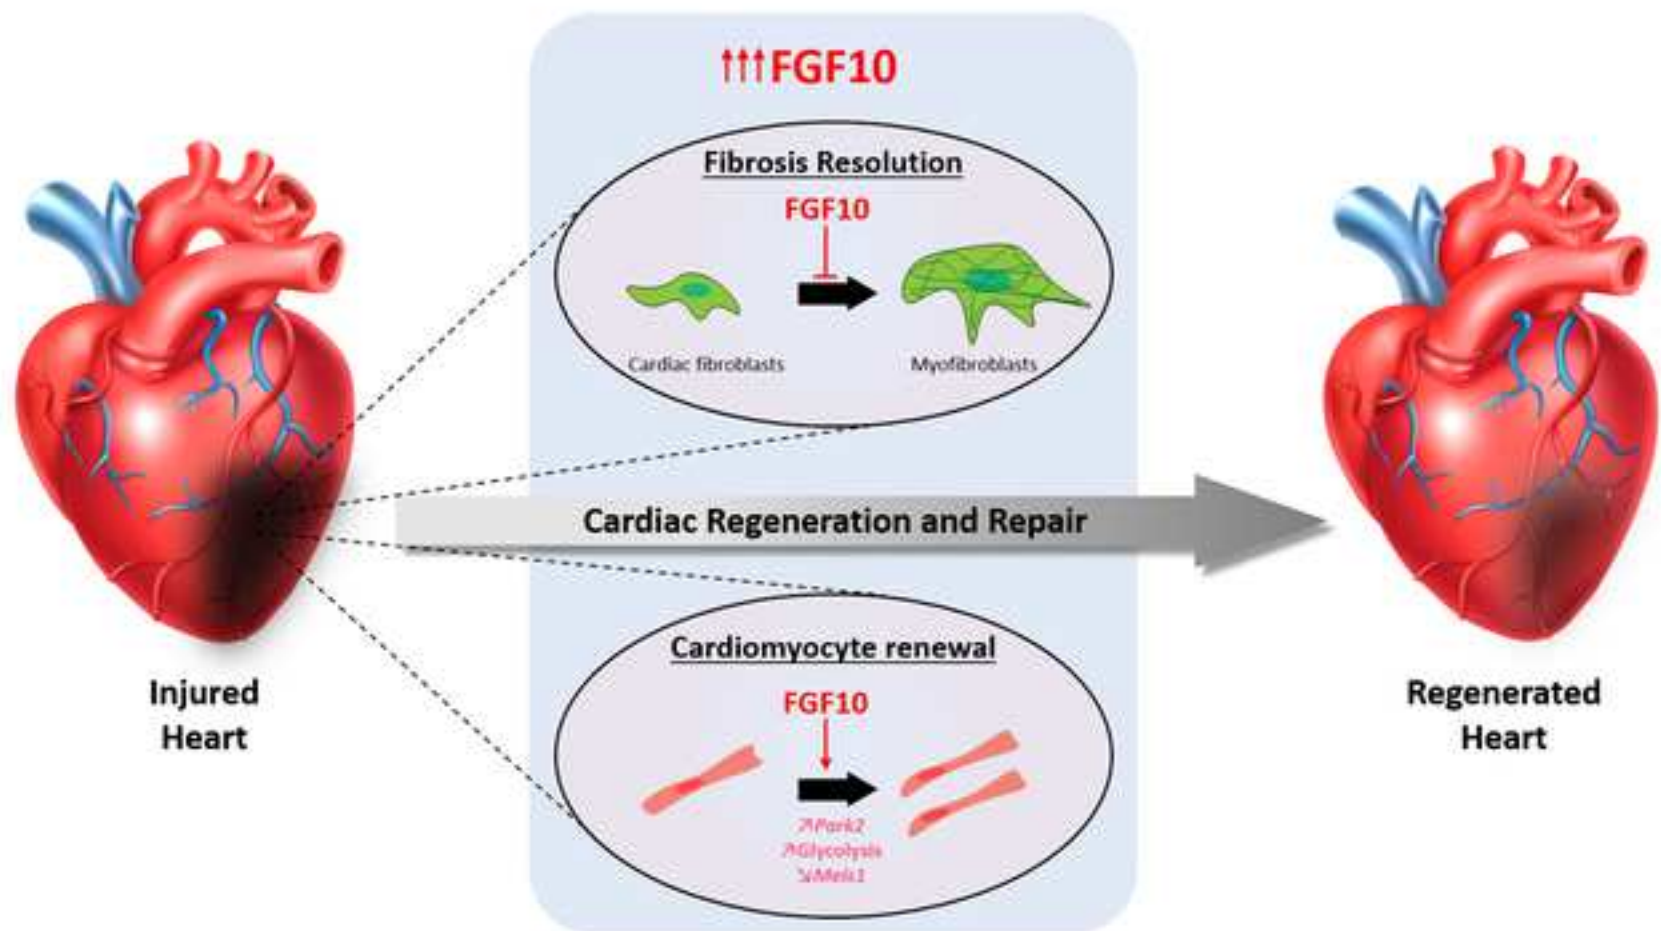 ↑↑↑FGF10
Fibrosis Resolution
FGF10
Cardiac fibroblasts
Myofibroblasts
Cardiac Regeneration and Repair
Cardiomyocyte renewal
FGF10
↗Park2
↗Glycolysis
↘Meis1
Injured
Heart
Regenerated
Heart